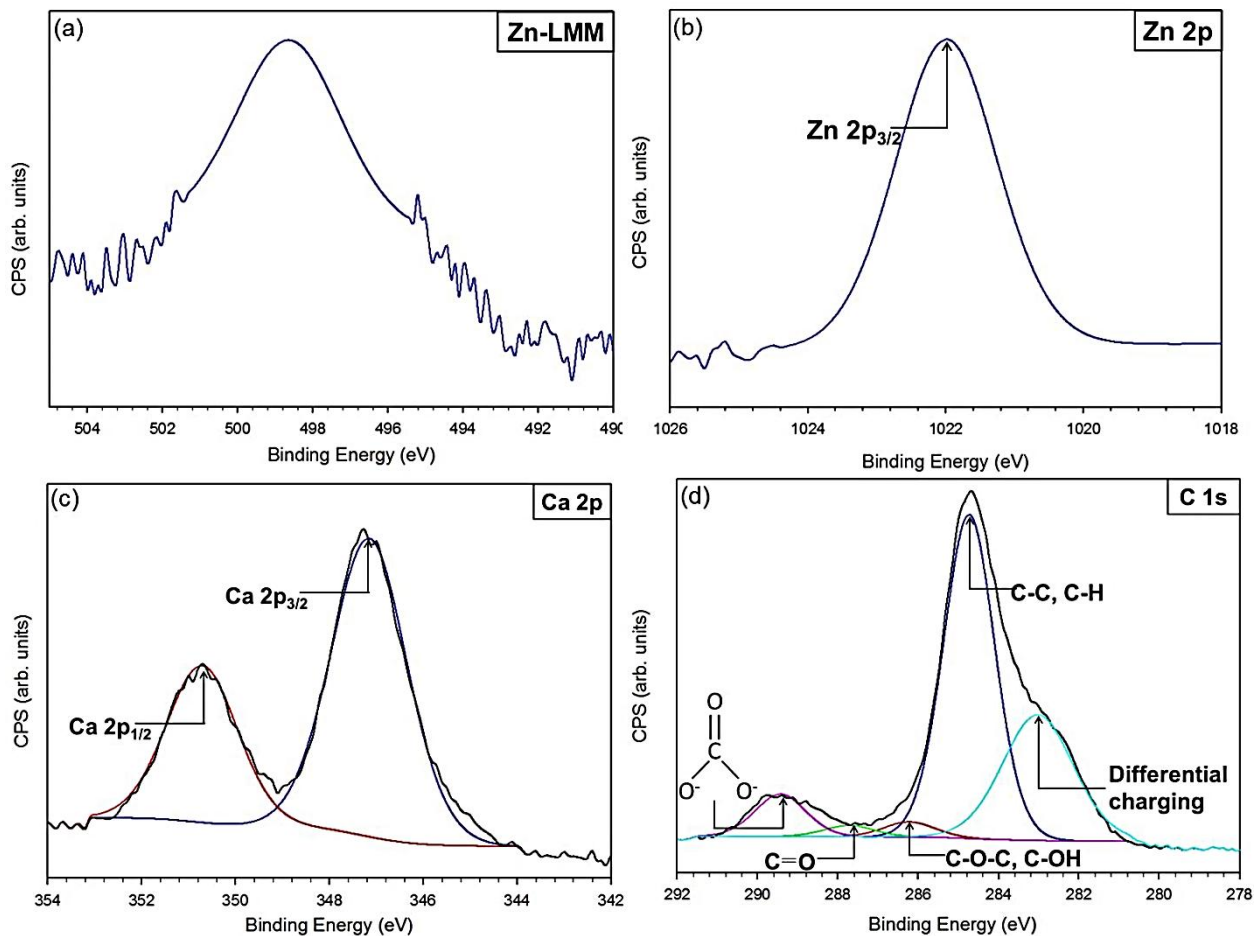 (a)
Zn-LMM
CPS (arb. units)
504 502 500 498 496 494 492 490
Binding Energy (eV)
(b)
Zn 2p
Zn 2p3/2
CPS (arb. units)
1026 1024 1022 1020 1018
Binding Energy (eV)
(c)
Ca 2p
Ca 2p3/2
Ca 2p1/2
CPS (arb. units)
354 352 350 348 346 344 342
Binding Energy (eV)
(d)
C 1s
C-C, C-H
O
C
O- O-
Differential
charging
C=O
C-O-C, C-OH
CPS (arb. units)
292 290 288 286 284 282 280 278
Binding Energy (eV)